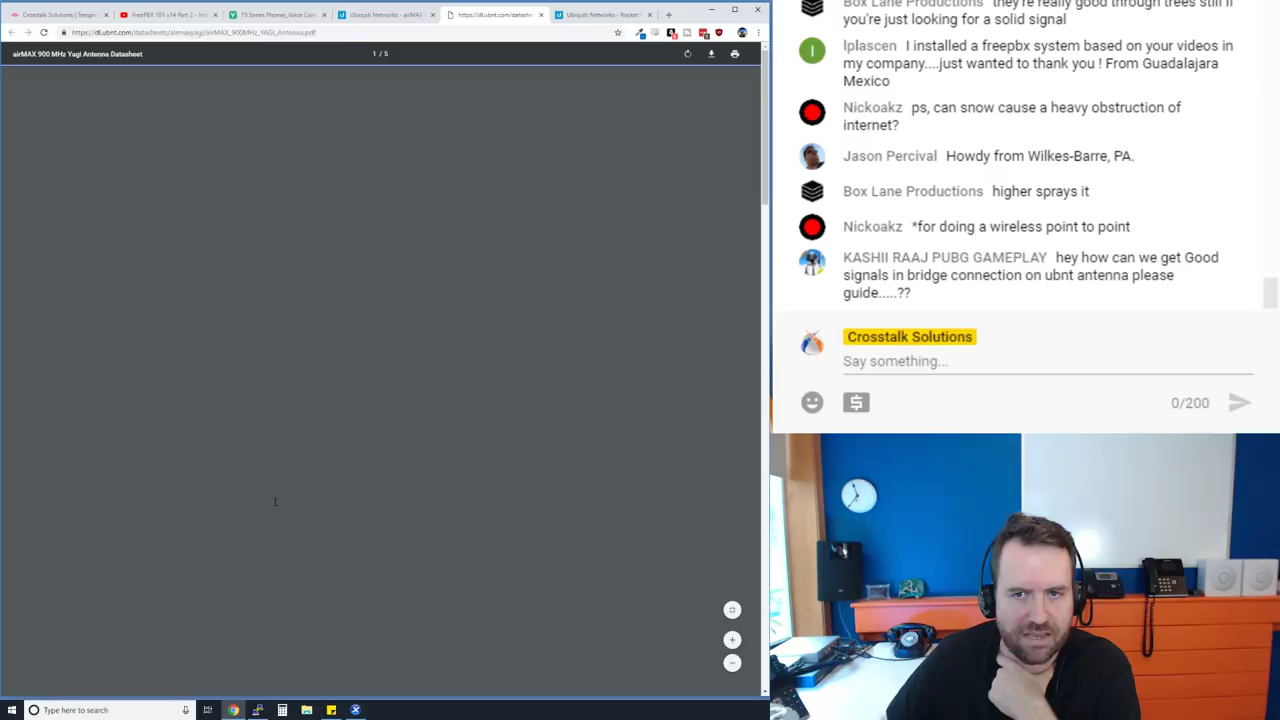 Crosstalk Solutions | Teespri
FreePBX 101 v14 Part 2 - Ini
T5 Series Phones_Voice Com
Ubiquiti Networks - airMAX
https://dl.ubnt.com/datash
Ubiquiti Networks - Rocket
https://dl.ubnt.com/datasheets/airmaxyagi/airMAX_900MHz_YAGI_Antenna.pdf
airMAX 900 MHz Yagi Antenna Datasheet
1 / 5
Type here to search
Box Lane Productions they're really good through trees still if
you're just looking for a solid signal
I
lplascen I installed a freepbx system based on your videos in
my company....just wanted to thank you ! From Guadalajara
Mexico
Nickoakz ps, can snow cause a heavy obstruction of
internet?
Jason Percival Howdy from Wilkes-Barre, PA.
Box Lane Productions higher sprays it
Nickoakz *for doing a wireless point to point
KASHII RAAJ PUBG GAMEPLAY hey how can we get Good
signals in bridge connection on ubnt antenna please
guide.....??
Crosstalk Solutions
Say something...
0/200